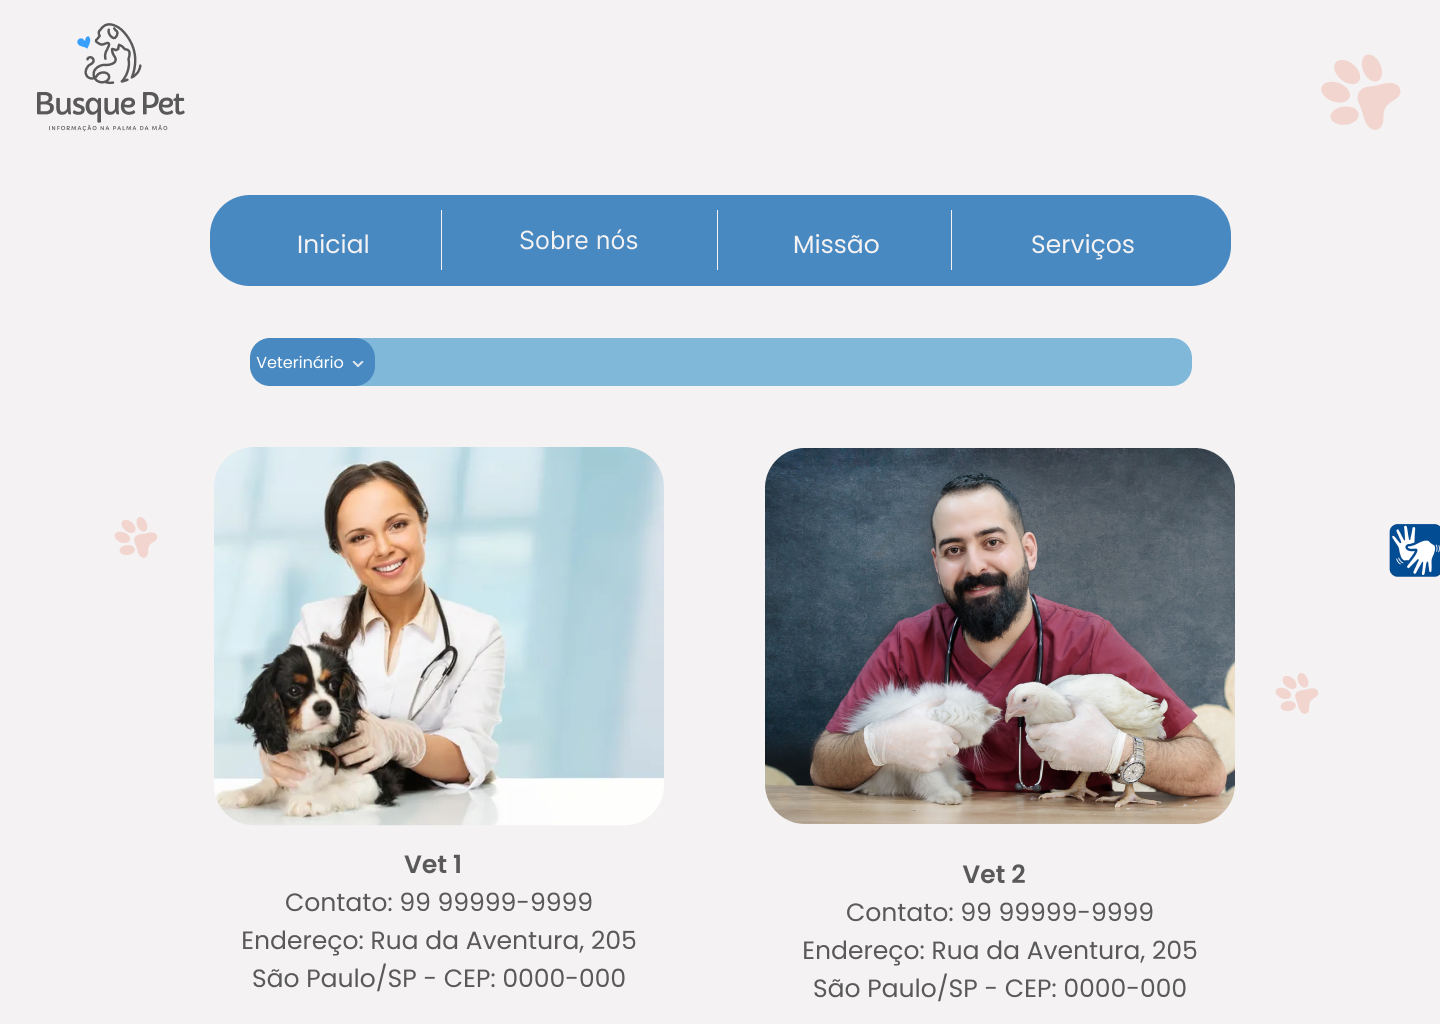 Busque Pet
INFORMAÇÃO NA PALMA DA MÃO
Inicial
Sobre nós
Missão
Serviços
Veterinário
Vet 1
Contato: 99 99999-9999
Endereço: Rua da Aventura, 205
São Paulo/SP - CEP: 0000-000
Vet 2
Contato: 99 99999-9999
Endereço: Rua da Aventura, 205
São Paulo/SP - CEP: 0000-000